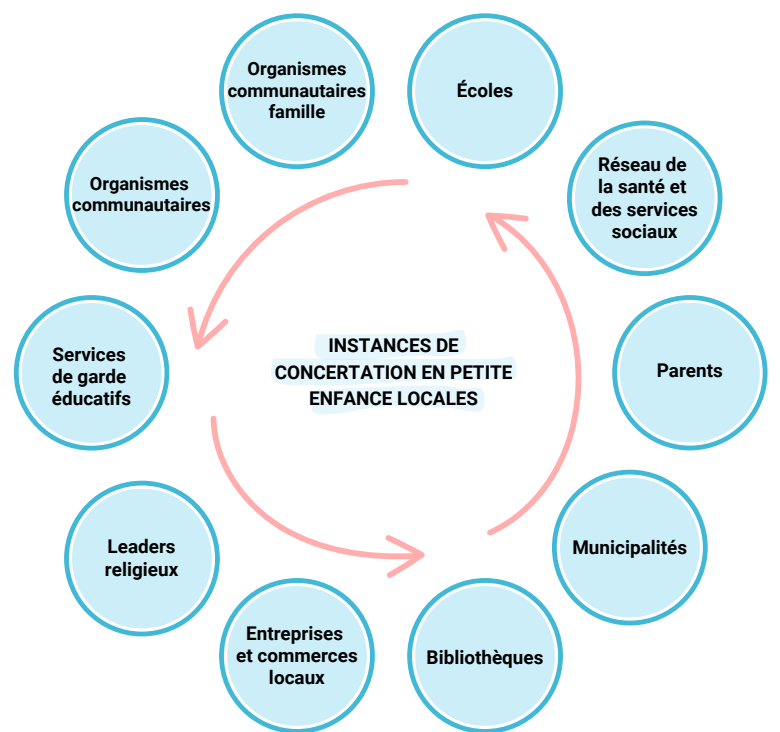 Organismes
communautaires
famille
Écoles
Réseau de
la santé et
des services
sociaux
Organismes
communautaires
Services
de garde
éducatifs
INSTANCES DE
CONCERTATION EN PETITE
ENFANCE LOCALES
Parents
Leaders
religieux
Municipalités
Entreprises
et commerces
locaux
Bibliothèques